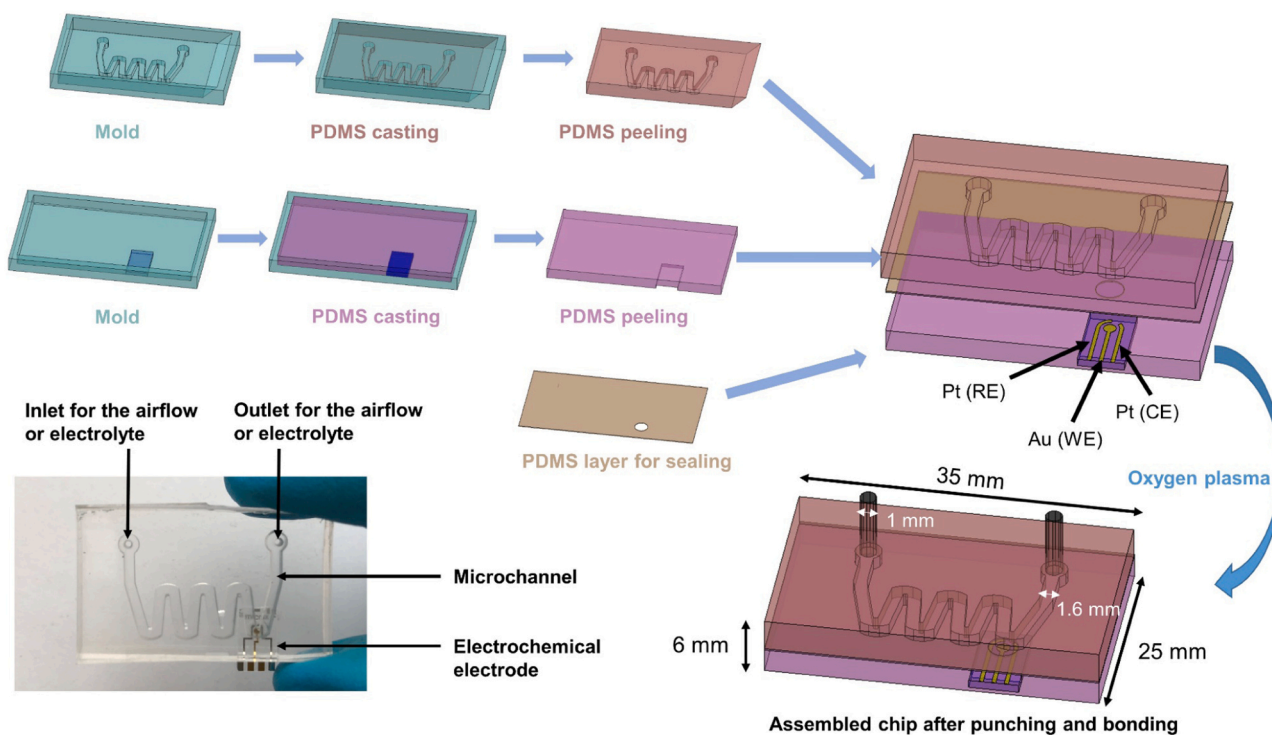 Mold
PDMS casting
PDMS peeling
Mold
PDMS casting
PDMS peeling
PDMS layer for sealing
Pt (RE)
Au (WE)
Pt (CE)
Oxygen plasma
Inlet for the airflow
or electrolyte
Outlet for the airflow
or electrolyte
Microchannel
Electrochemical
electrode
35 mm
1 mm
1.6 mm
6 mm
25 mm
Assembled chip after punching and bonding